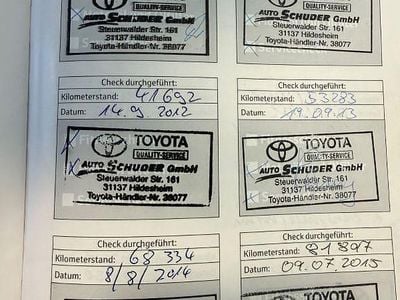 QUALITY-SERVICE
AUTO SCHUDER GmbH
Steuerwalder Str. 161
31137 Hildesheim
Toyota-Händler-Nr. 38077
AUTO SCHUDER GmbH
Steuerwalder Str. 161
31137 Hildesheim
Toyota-Händler-Nr. 38077
Check durchgeführt:
Kilometerstand: 41692
Datum: 14.9.2012
TOYOTA
QUALITY-SERVICE
AUTO SCHUDER GmbH
Steuerwalder Str. 161
31137 Hildesheim
Toyota-Händler-Nr. 38077
Check durchgeführt:
Kilometerstand: 53283
Datum: 19.09.13
TOYOTA
QUALITY-SERVICE
AUTO SCHUDER GmbH
Steuerwalder Str. 161
31137 Hildesheim
Toyota-Händler-Nr. 38077
Check durchgeführt:
Kilometerstand: 68 334
Datum: 8/8/2014
Check durchgeführt:
Kilometerstand: 81897
Datum: 09.07.2015